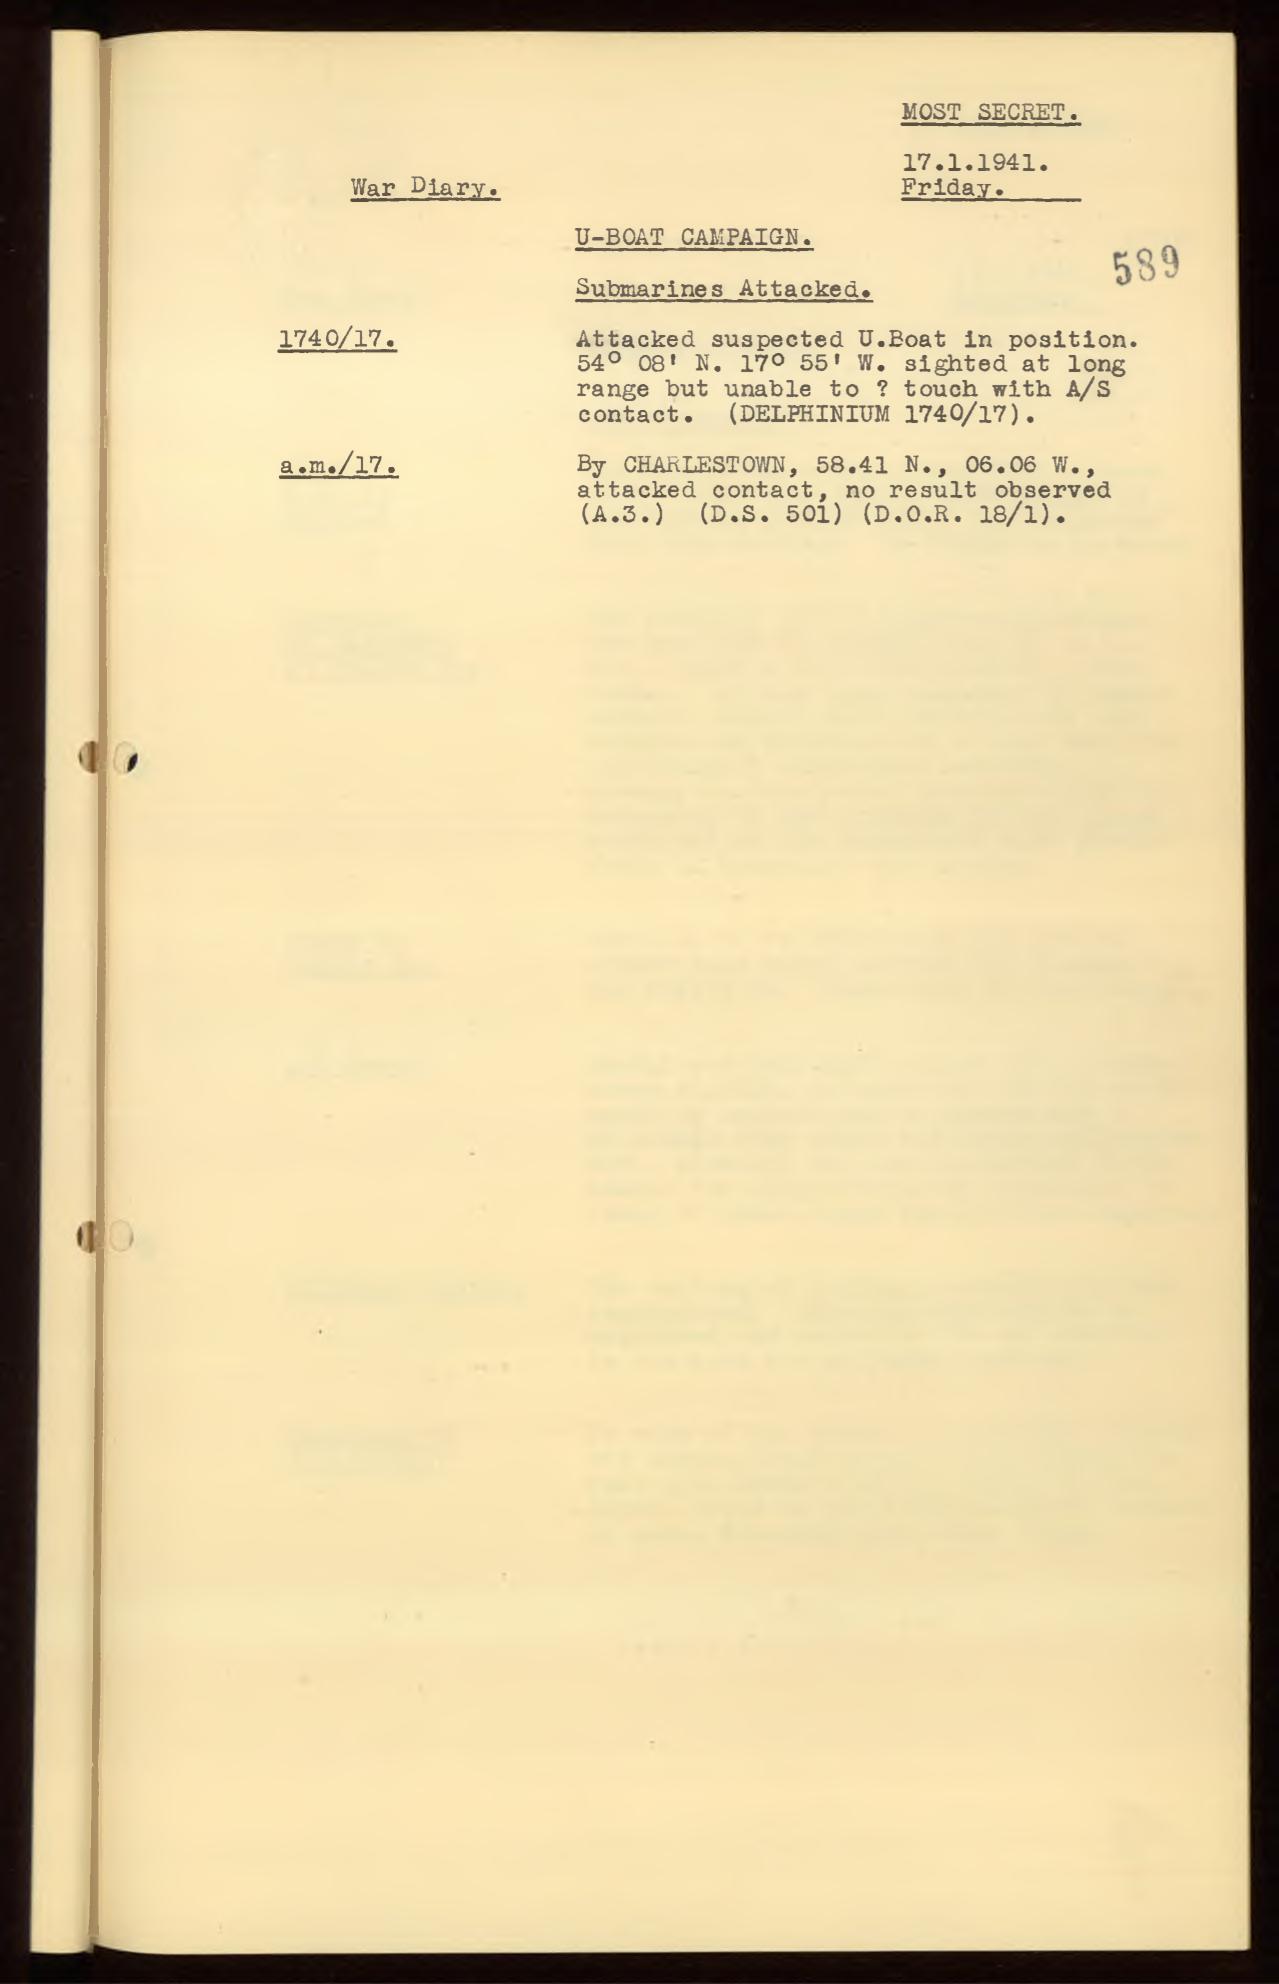 MOST SECRET.
17.1.1941.
War Diary.
Friday.
U-BOAT CAMPAIGN.
589
Submarines Attacked.
1740/17.
Attacked suspected U.Boat in position.
54° 08' N. 17° 55' W. sighted at long
range but unable to ? touch with A/S
contact. (DELPHINIUM 1740/17).
a.m./17.
By CHARLESTOWN, 58.41 N., 06.06 W.,
attacked contact, no result observed
(A.3.) (D.S. 501) (D.O.R. 18/1).